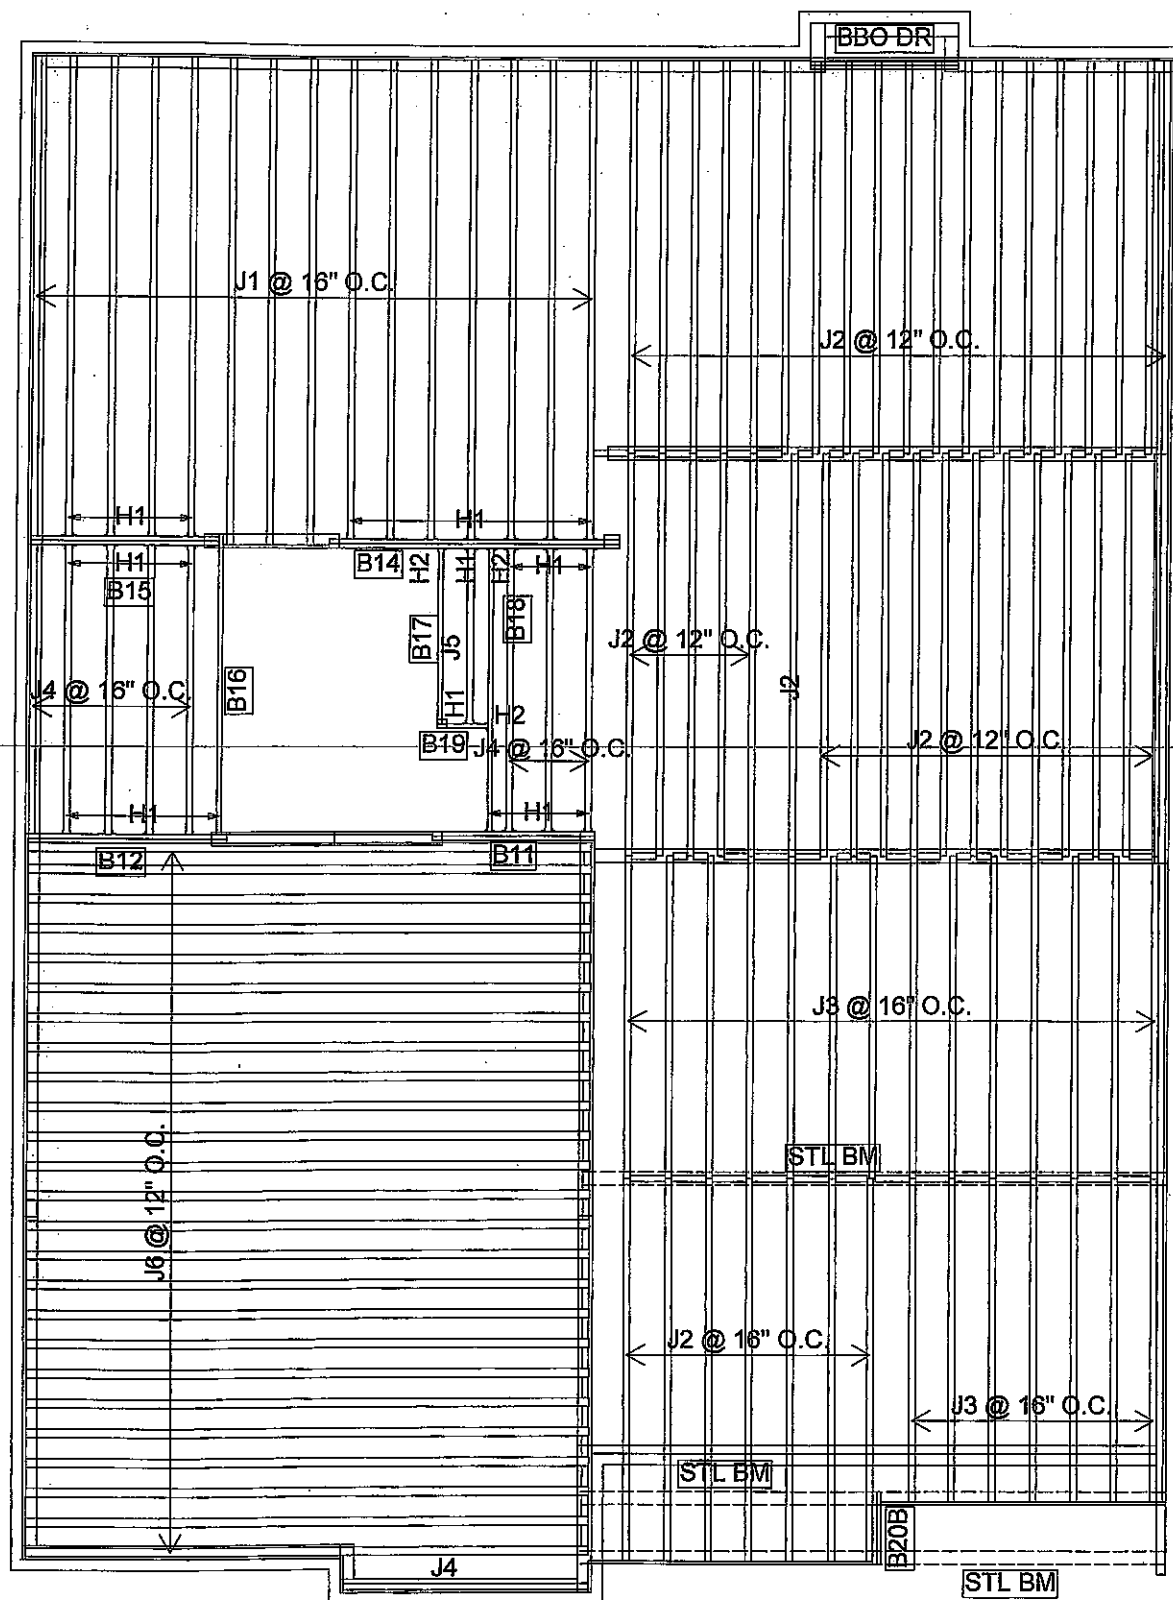 BBO DR
J1 @ 16" O.C.
J2 @ 12" O.C.
H1
H1
H1
B14
H2
H1
H2
H1
B15
B18
B17
J5
J2 @ 12" O.C.
B16
J4 @ 16" O.C.
J2
H1
H2
B19
J4 @ 16" O.C.
J2 @ 12" O.C
H1
H1
B12
B11
J3 @ 16" O.C.
STL BM
J6 @ 12" O.C.
J2 @ 16" O.C.
J3 @ 16" O.C.
STL BM
B20B
J4
STL BM